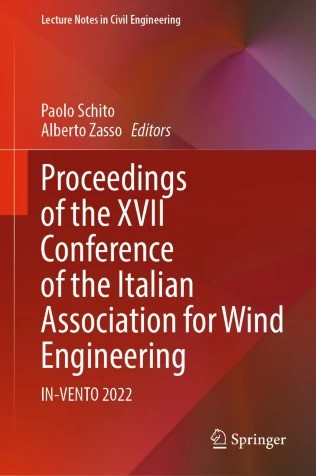 Lecture Notes in Civil Engineering
Paolo Schito
Alberto Zasso Editors
Proceedings
of the XVII
Conference
of the Italian
Association for Wind
Engineering
IN-VENTO 2022
Springer